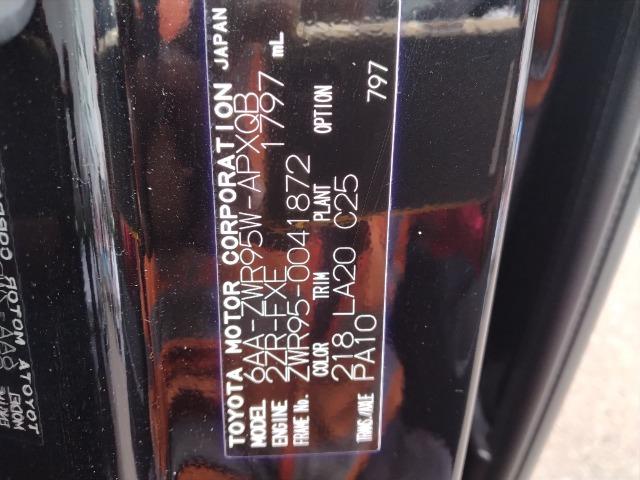 TOYOTA MOTOR CORPORATION JAPAN
MODEL 6AA-ZWR95W-APXQB
ENGINE 2ZR-FXE 1797 mL
FRAME No. ZWR95-0041872
COLOR TRIM PLANT OPTION
218 LA20 C25
TRANS./AXLE PA10 797